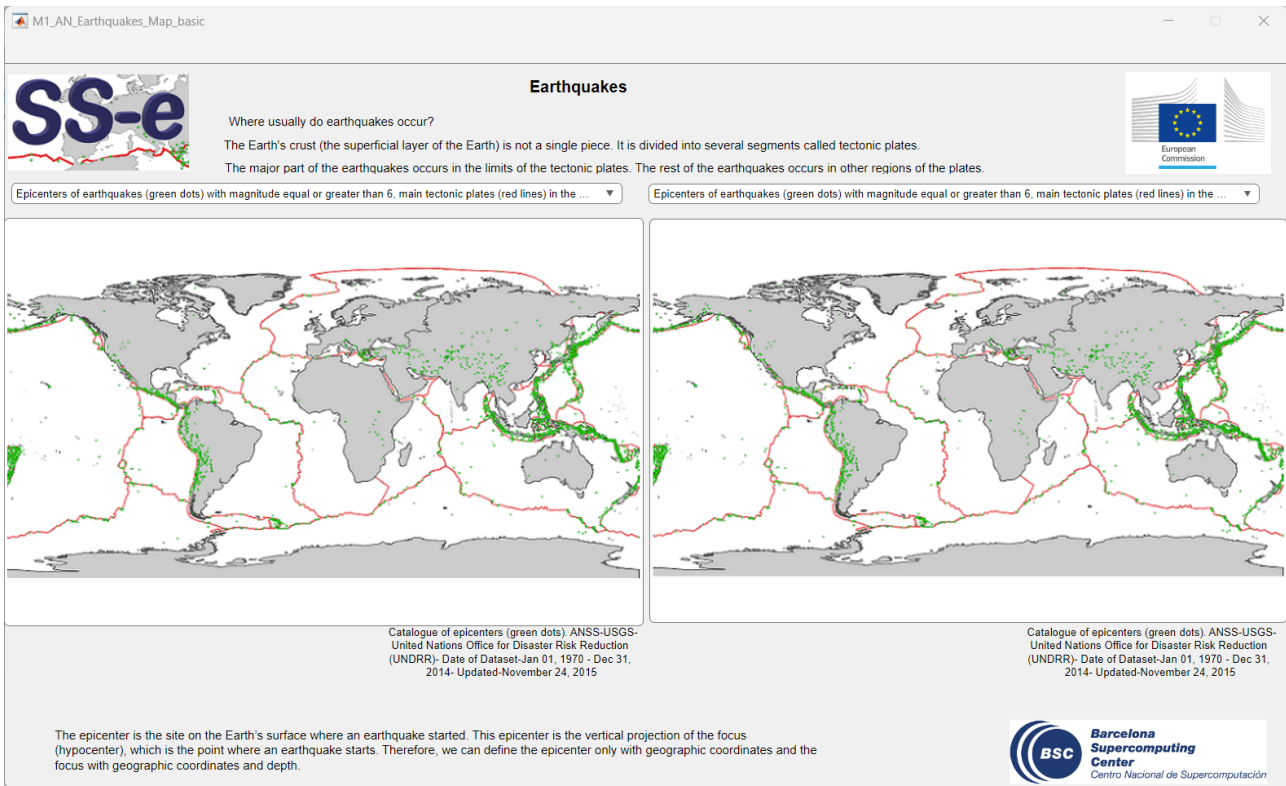 M1_AN_Earthquakes_Map_basic
SS-e
Earthquakes
European
Commission
Where usually do earthquakes occur?
The Earth's crust (the superficial layer of the Earth) is not a single piece. It is divided into several segments called tectonic plates.
The major part of the earthquakes occurs in the limits of the tectonic plates. The rest of the earthquakes occurs in other regions of the plates.
Epicenters of earthquakes (green dots) with magnitude equal or greater than 6, main tectonic plates (red lines) in the ...
Epicenters of earthquakes (green dots) with magnitude equal or greater than 6, main tectonic plates (red lines) in the ...
Catalogue of epicenters (green dots). ANSS-USGS-
United Nations Office for Disaster Risk Reduction
(UNDRR)- Date of Dataset-Jan 01, 1970 - Dec 31,
2014- Updated-November 24, 2015
Catalogue of epicenters (green dots). ANSS-USGS-
United Nations Office for Disaster Risk Reduction
(UNDRR)- Date of Dataset-Jan 01, 1970 - Dec 31,
2014- Updated-November 24, 2015
The epicenter is the site on the Earth's surface where an earthquake started. This epicenter is the vertical projection of the focus
(hypocenter), which is the point where an earthquake starts. Therefore, we can define the epicenter only with geographic coordinates and the
focus with geographic coordinates and depth.
BSC
Barcelona
Supercomputing
Center
Centro Nacional de Supercomputación